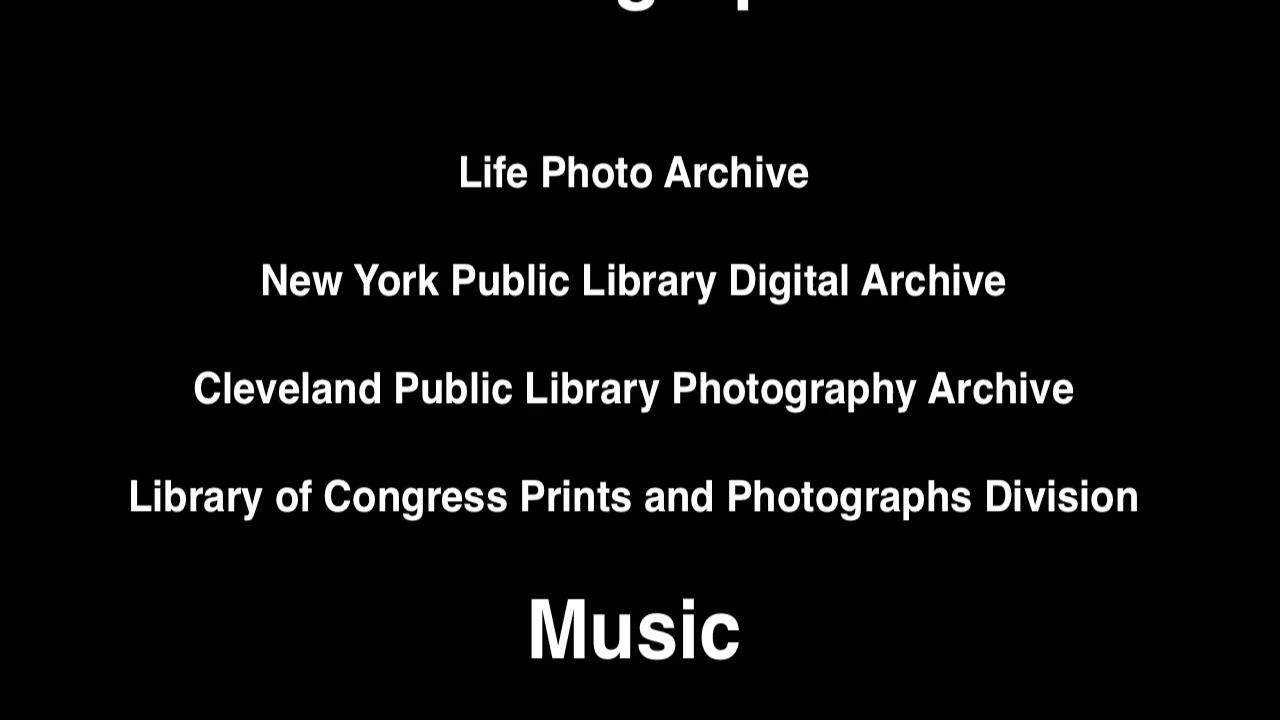 Life Photo Archive
New York Public Library Digital Archive
Cleveland Public Library Photography Archive
Library of Congress Prints and Photographs Division
Music